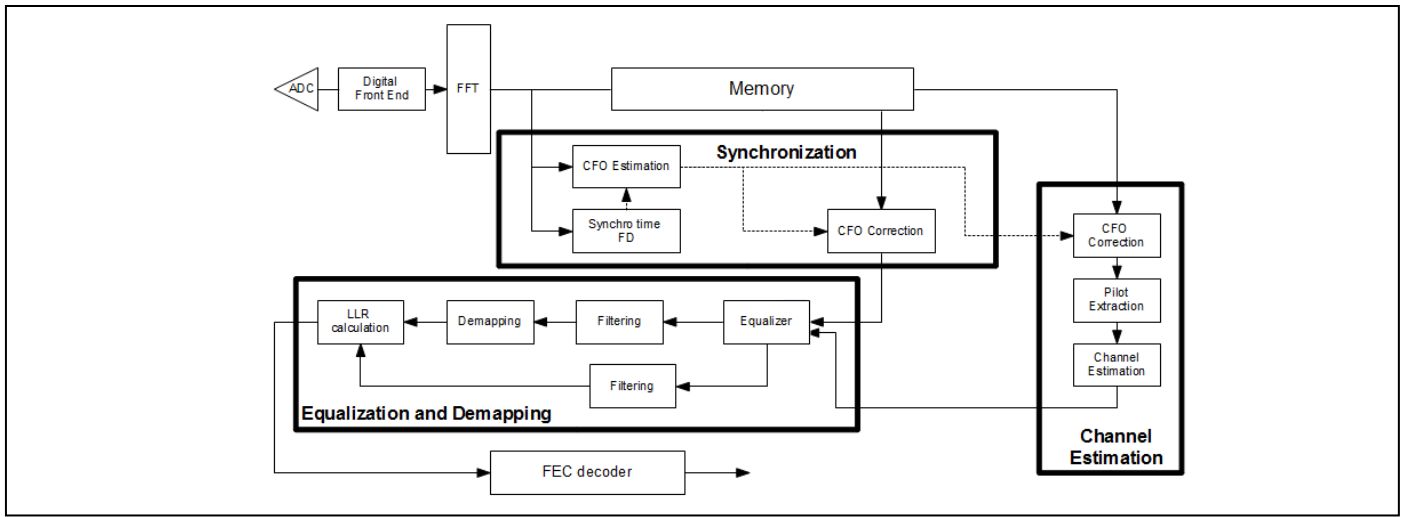 ADC
Digital
Front End
FFT
Memory
Synchronization
CFO Estimation
Synchro time
FD
CFO Correction
CFO
Correction
Pilot
Extraction
Channel
Estimation
Channel
Estimation
LLR
calculation
Demapping
Filtering
Equalizer
Filtering
Equalization and Demapping
FEC decoder